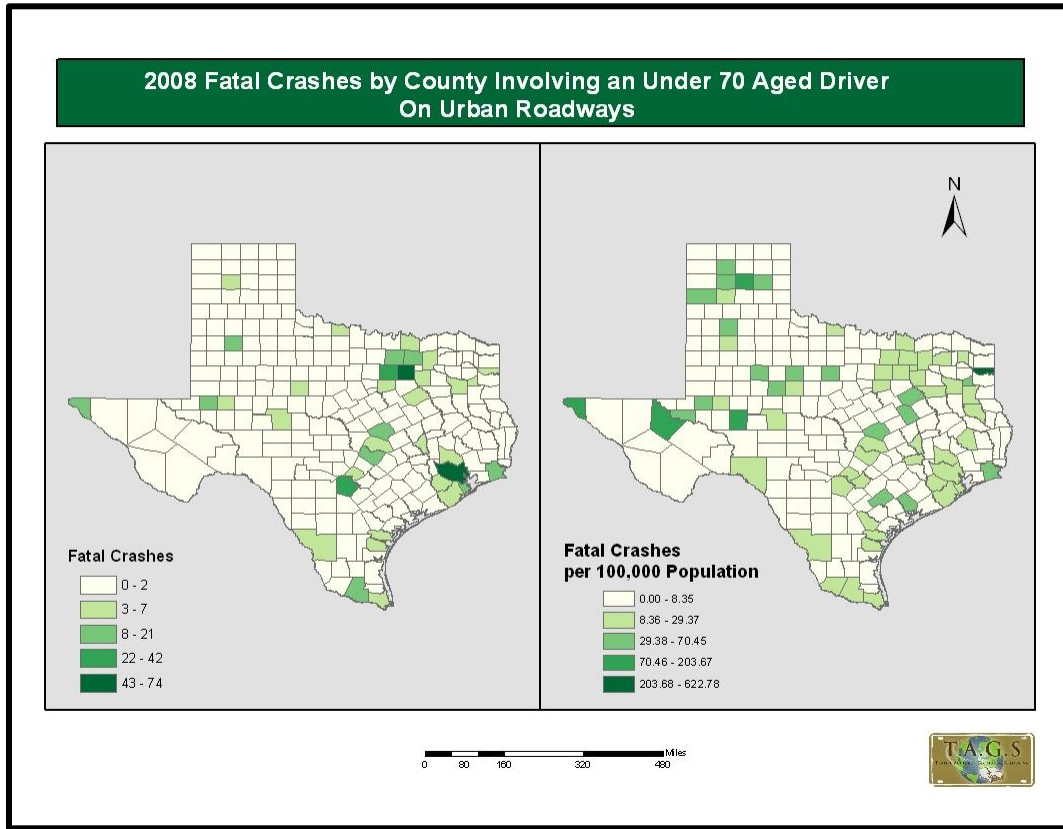 2008 Fatal Crashes by County Involving an Under 70 Aged Driver
On Urban Roadways
N
Fatal Crashes
0 - 2
3 - 7
8 - 21
22 - 42
43 - 74
Fatal Crashes
per 100,000 Population
0.00 - 8.35
8.36 - 29.37
29.38 - 70.45
70.46 - 203.67
203.68 - 622.78
Miles
0 80 160 320 480
T.A.G.S